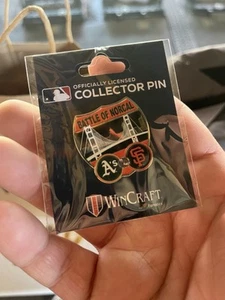 OFFICIALLY LICENSED
COLLECTOR PIN
BATTLE OF NORCAL
A's SF
WINCRAFT